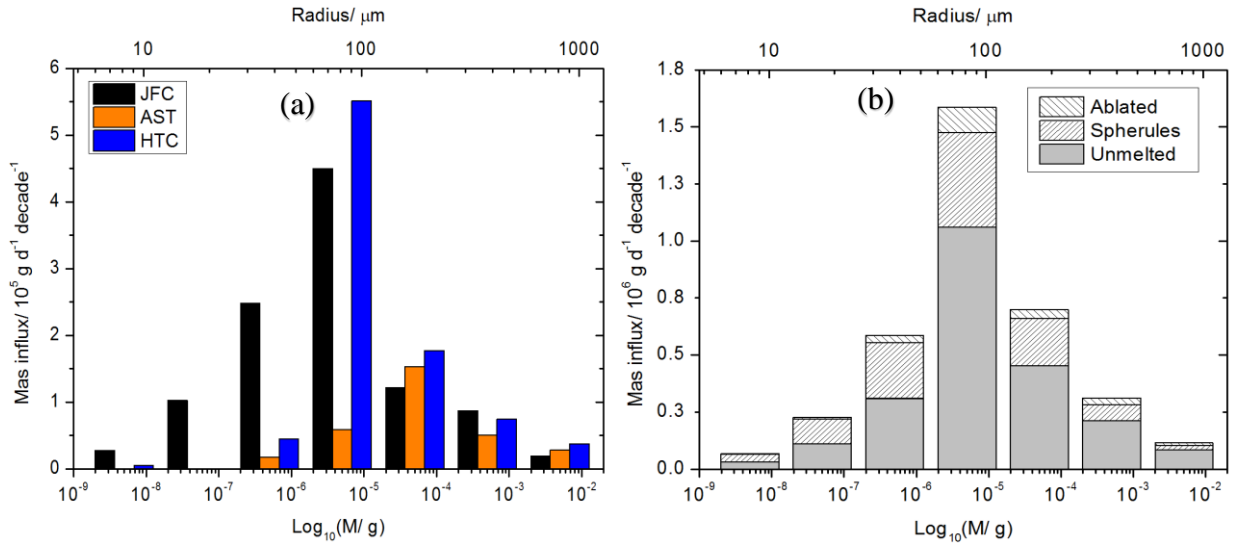 Radius/ μm
10 100 1000
6
5
4
3
2
1
0
Mas influx/ 10⁵ g d⁻¹ decade⁻¹
JFC
AST
HTC
(a)
10⁻⁹ 10⁻⁸ 10⁻⁷ 10⁻⁶ 10⁻⁵ 10⁻⁴ 10⁻³ 10⁻²
Log₁₀(M/ g)
Radius/ μm
10 100 1000
1.8
1.5
1.3
1.0
0.8
0.5
0.3
0.0
Mas influx/ 10⁶ g d⁻¹ decade⁻¹
(b)
Ablated
Spherules
Unmelted
10⁻⁹ 10⁻⁸ 10⁻⁷ 10⁻⁶ 10⁻⁵ 10⁻⁴ 10⁻³ 10⁻²
Log₁₀(M/ g)